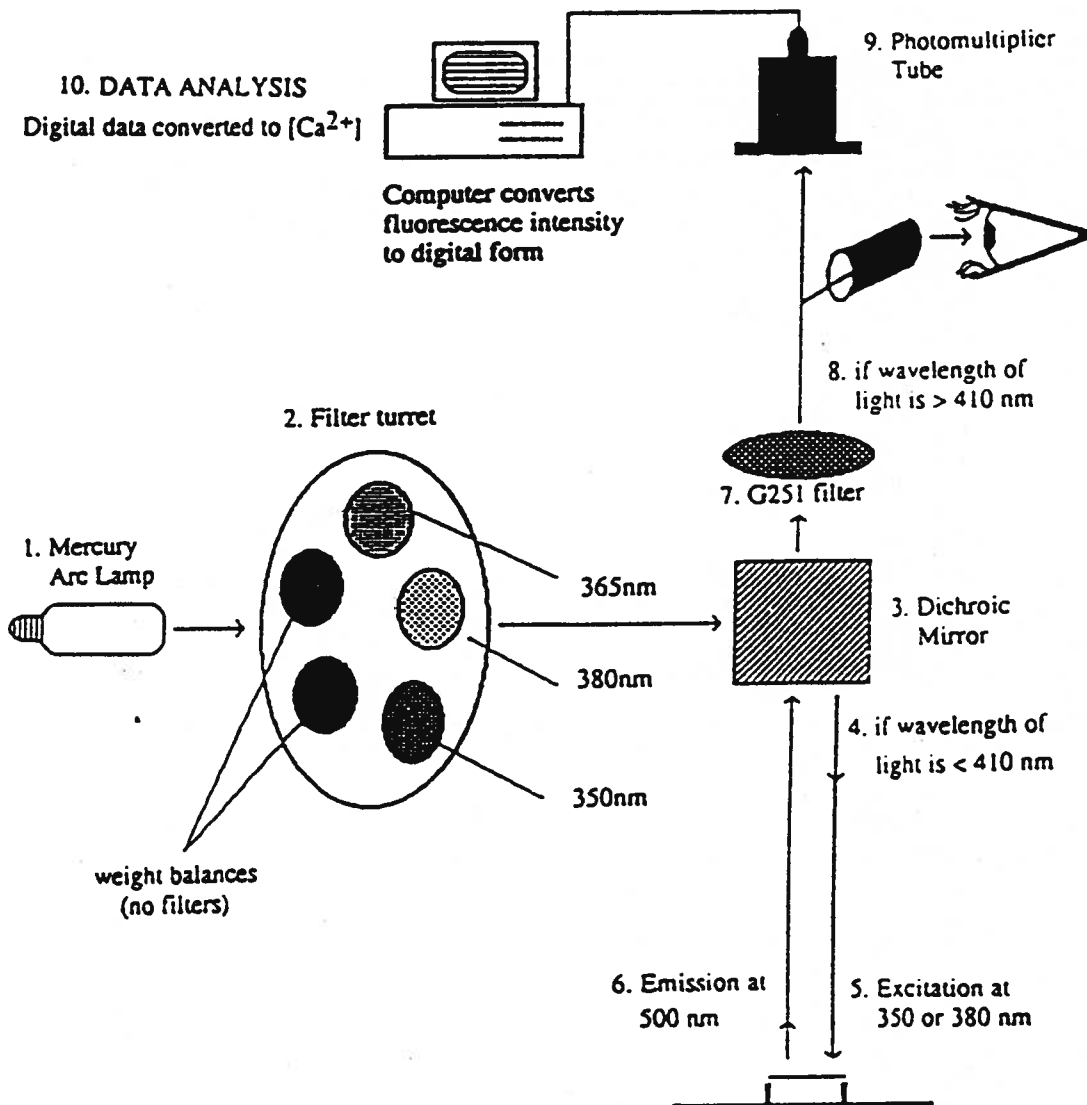 9. Photomultiplier
Tube
10. DATA ANALYSIS
Digital data converted to [Ca2+]
Computer converts
fluorescence intensity
to digital form
8. if wavelength of
light is > 410 nm
2. Filter turret
7. G251 filter
1. Mercury
Arc Lamp
365nm
3. Dichroic
Mirror
380nm
4. if wavelength of
light is < 410 nm
350nm
weight balances
(no filters)
6. Emission at
500 nm
5. Excitation at
350 or 380 nm